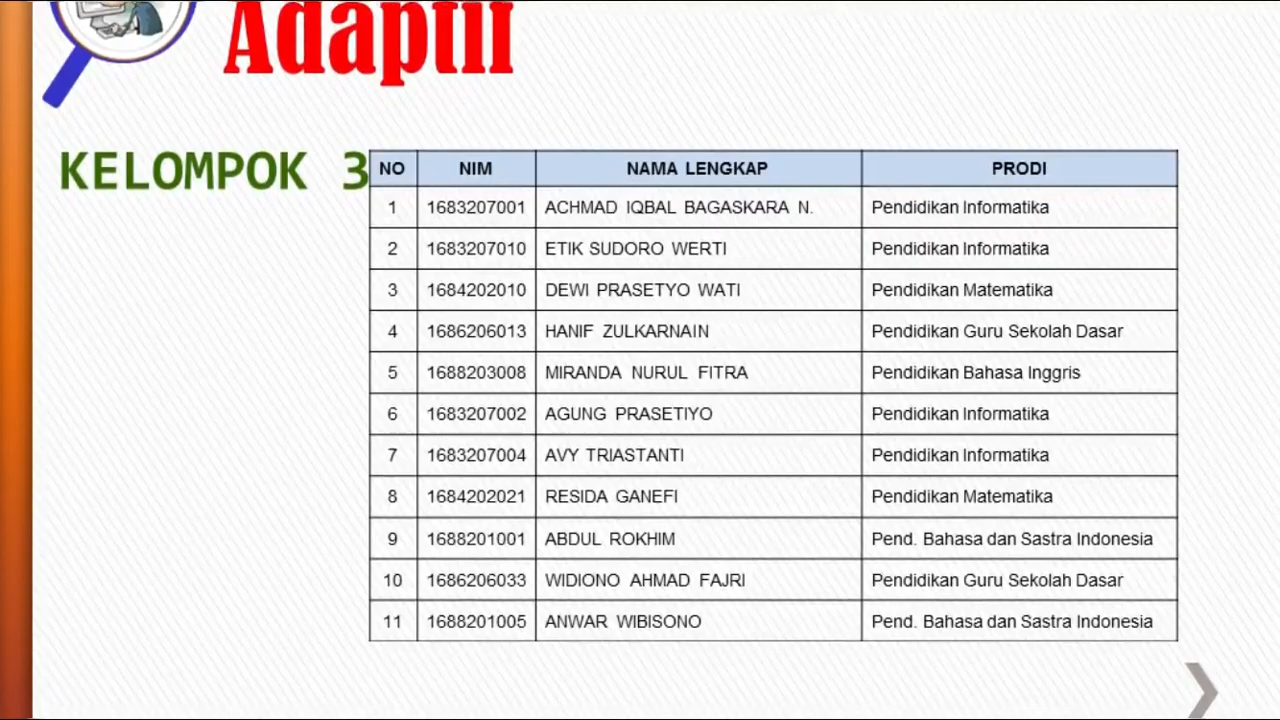 Adaptif
KELOMPOK 3
NO NIM NAMA LENGKAP PRODI
1 1683207001 ACHMAD IQBAL BAGASKARA N. Pendidikan Informatika
2 1683207010 ETIK SUDORO WERTI Pendidikan Informatika
3 1684202010 DEWI PRASETYO WATI Pendidikan Matematika
4 1686206013 HANIF ZULKARNAIN Pendidikan Guru Sekolah Dasar
5 1688203008 MIRANDA NURUL FITRA Pendidikan Bahasa Inggris
6 1683207002 AGUNG PRASETIYO Pendidikan Informatika
7 1683207004 AVY TRIASTANTI Pendidikan Informatika
8 1684202021 RESIDA GANEFI Pendidikan Matematika
9 1688201001 ABDUL ROKHIM Pend. Bahasa dan Sastra Indonesia
10 1686206033 WIDIONO AHMAD FAJRI Pendidikan Guru Sekolah Dasar
11 1688201005 ANWAR WIBISONO Pend. Bahasa dan Sastra Indonesia